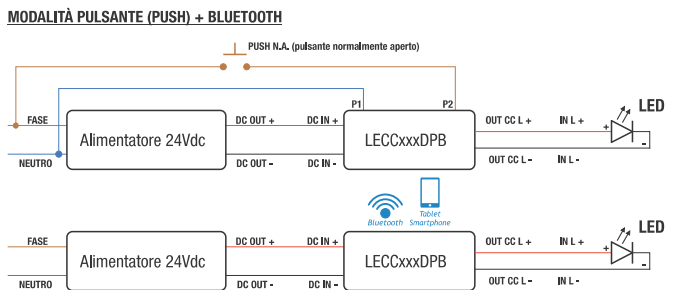 MODALITÀ PULSANTE (PUSH) + BLUETOOTH
PUSH N.A. (pulsante normalmente aperto)
P1 P2
FASE DC OUT + DC IN + OUT CC L + IN L + + LED
Alimentatore 24Vdc LECCxxxDPB
NEUTRO DC OUT - DC IN - OUT CC L - IN L - -
Bluetooth Tablet
Smartphone
FASE DC OUT + DC IN + OUT CC L + IN L + + LED
Alimentatore 24Vdc LECCxxxDPB
NEUTRO DC OUT - DC IN - OUT CC L - IN L - -